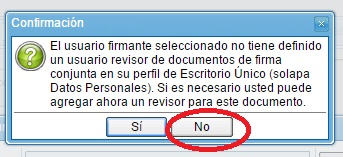 Confirmación
El usuario firmante seleccionado no tiene definido
un usuario revisor de documentos de firma
conjunta en su perfil de Escritorio Único (solapa
Datos Personales). Si es necesario usted puede
agregar ahora un revisor para este documento.
Sí No